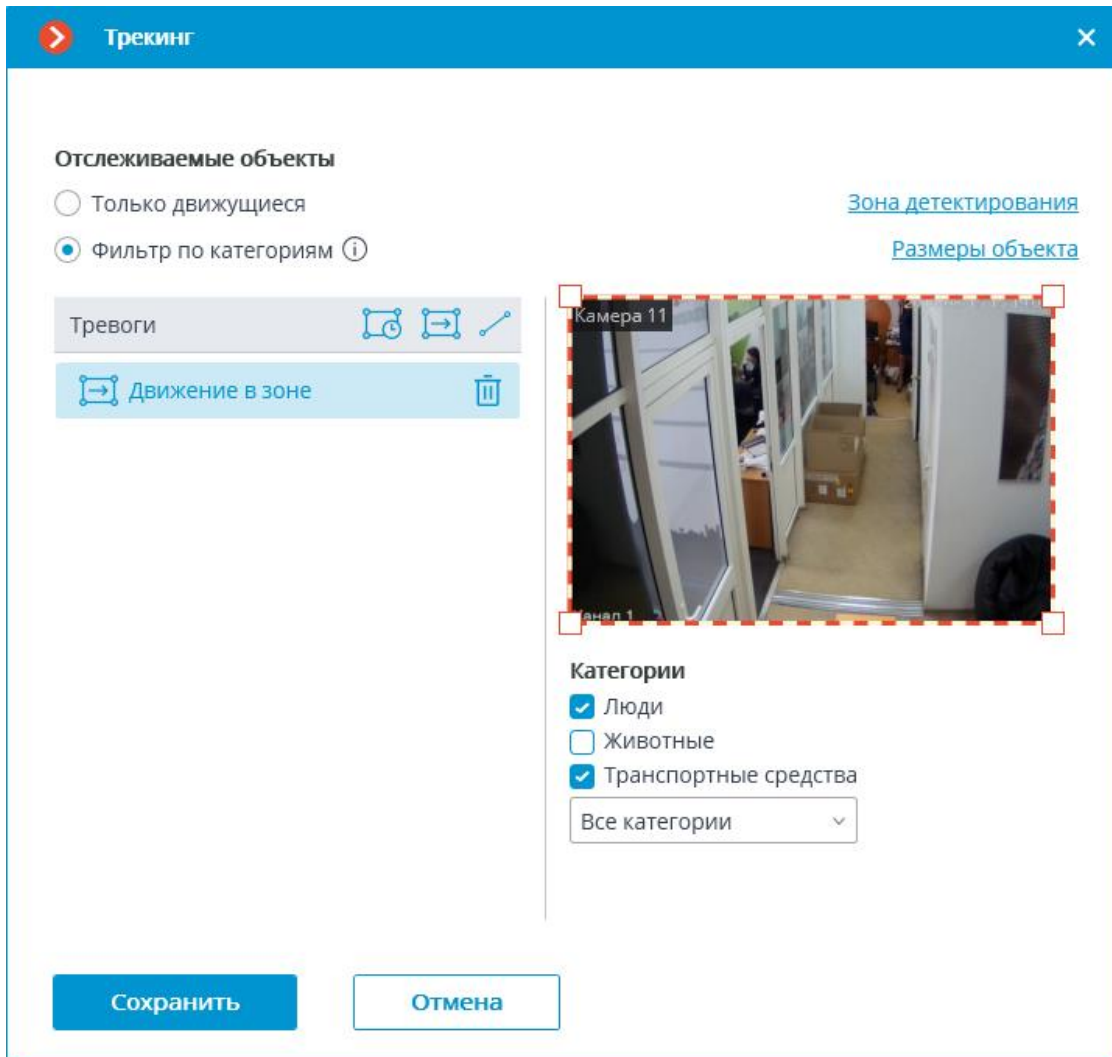 Трекинг
Отслеживаемые объекты
Только движущиеся
Зона детектирования
Фильтр по категориям
Размеры объекта
Тревоги
Движение в зоне
Камера 11
Канал 1
Категории
Люди
Животные
Транспортные средства
Все категории
Сохранить
Отмена